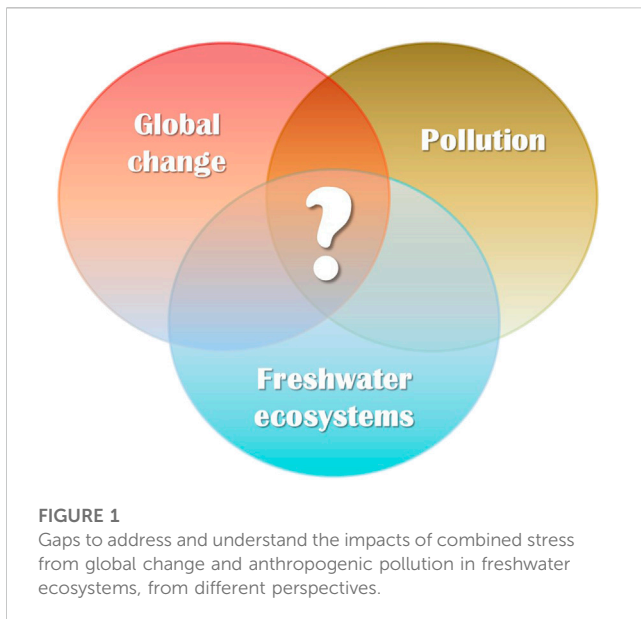 Global
change
Pollution
?
Freshwater
ecosystems
FIGURE 1
Gaps to address and understand the impacts of combined stress
from global change and anthropogenic pollution in freshwater
ecosystems, from different perspectives.